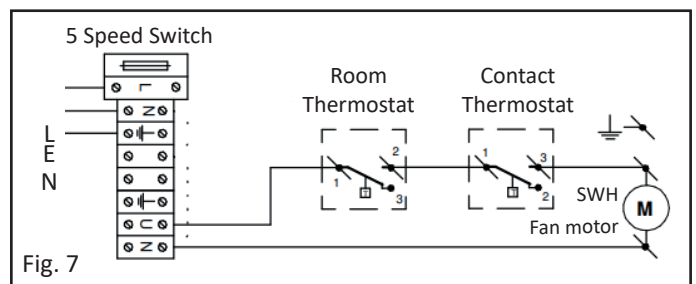 5 Speed Switch
Room
Thermostat
Contact
Thermostat
L
N
L
E
N
U
N
1
2
3
T
1
3
2
T
SWH
Fan motor
M
Fig. 7